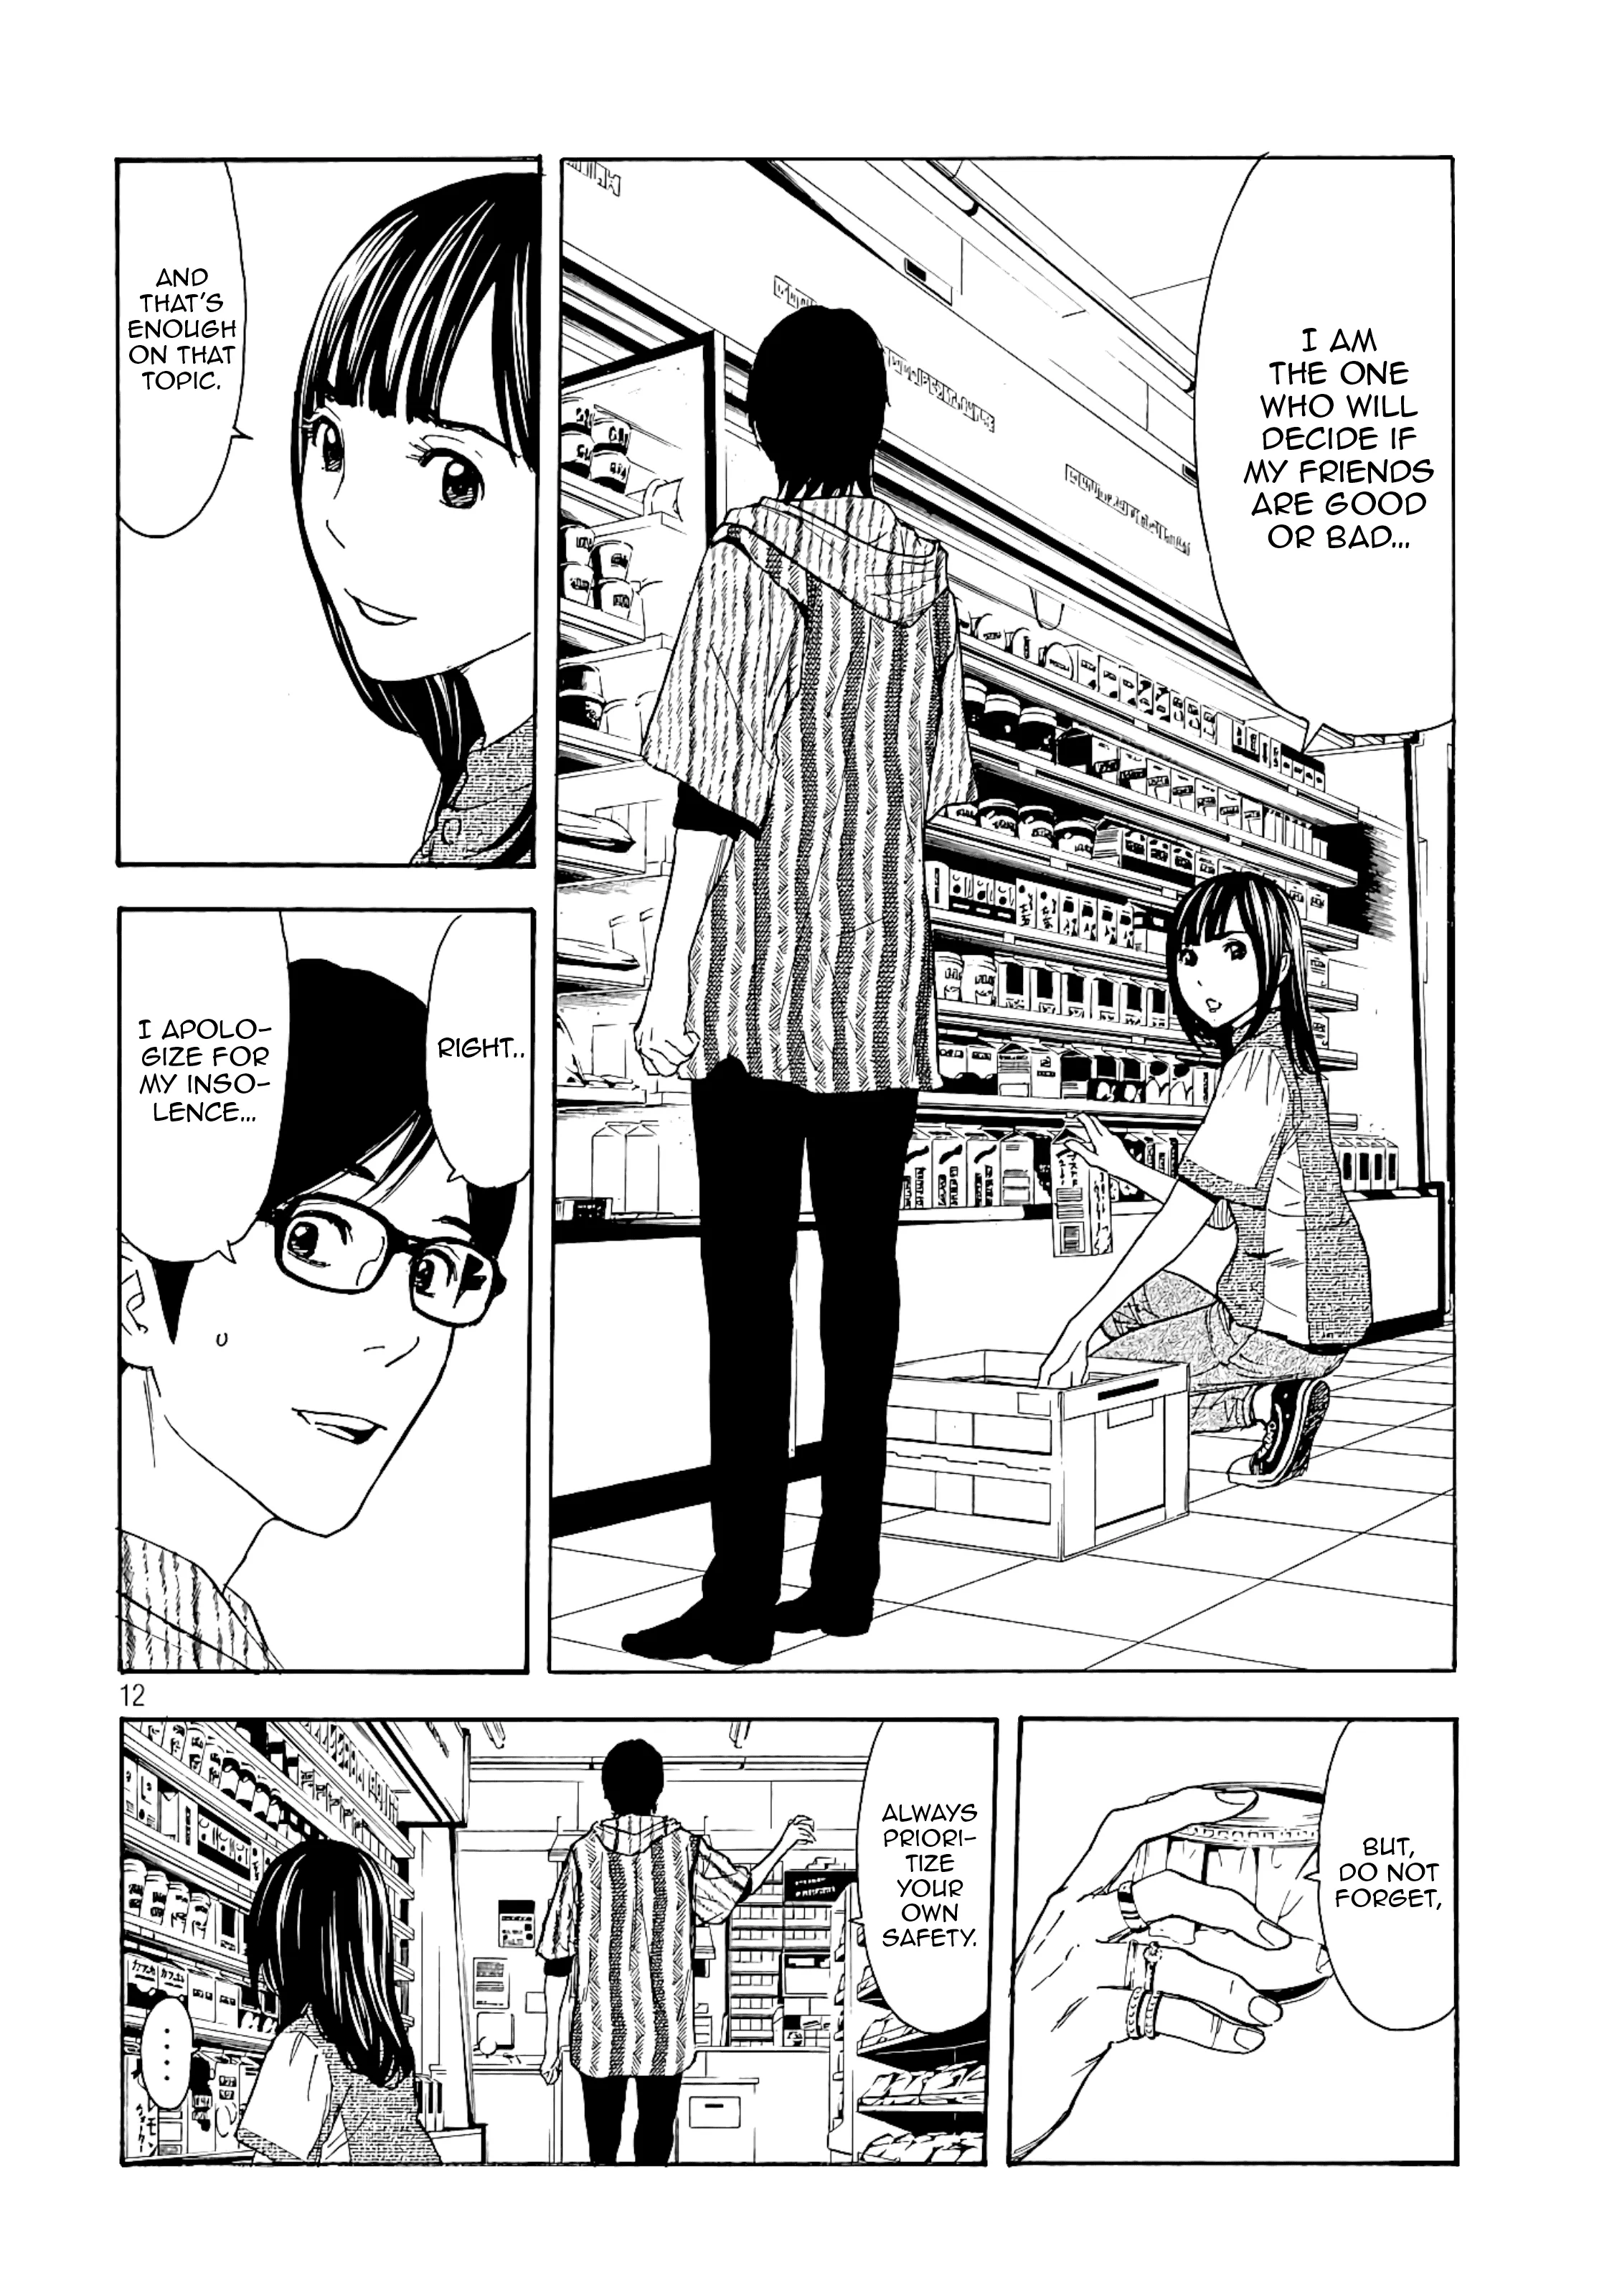 I AM
THE ONE
WHO WILL
DECIDE IF
MY FRIENDS
ARE GOOD
OR BAD...
AND
THAT'S
ENOUGH
ON THAT
TOPIC.
RIGHT..
I APOLO-
GIZE FOR
MY INSO-
LENCE...
12
BUT,
DO NOT
FORGET,
ALWAYS
PRIORI-
TIZE
YOUR
OWN
SAFETY.
.....